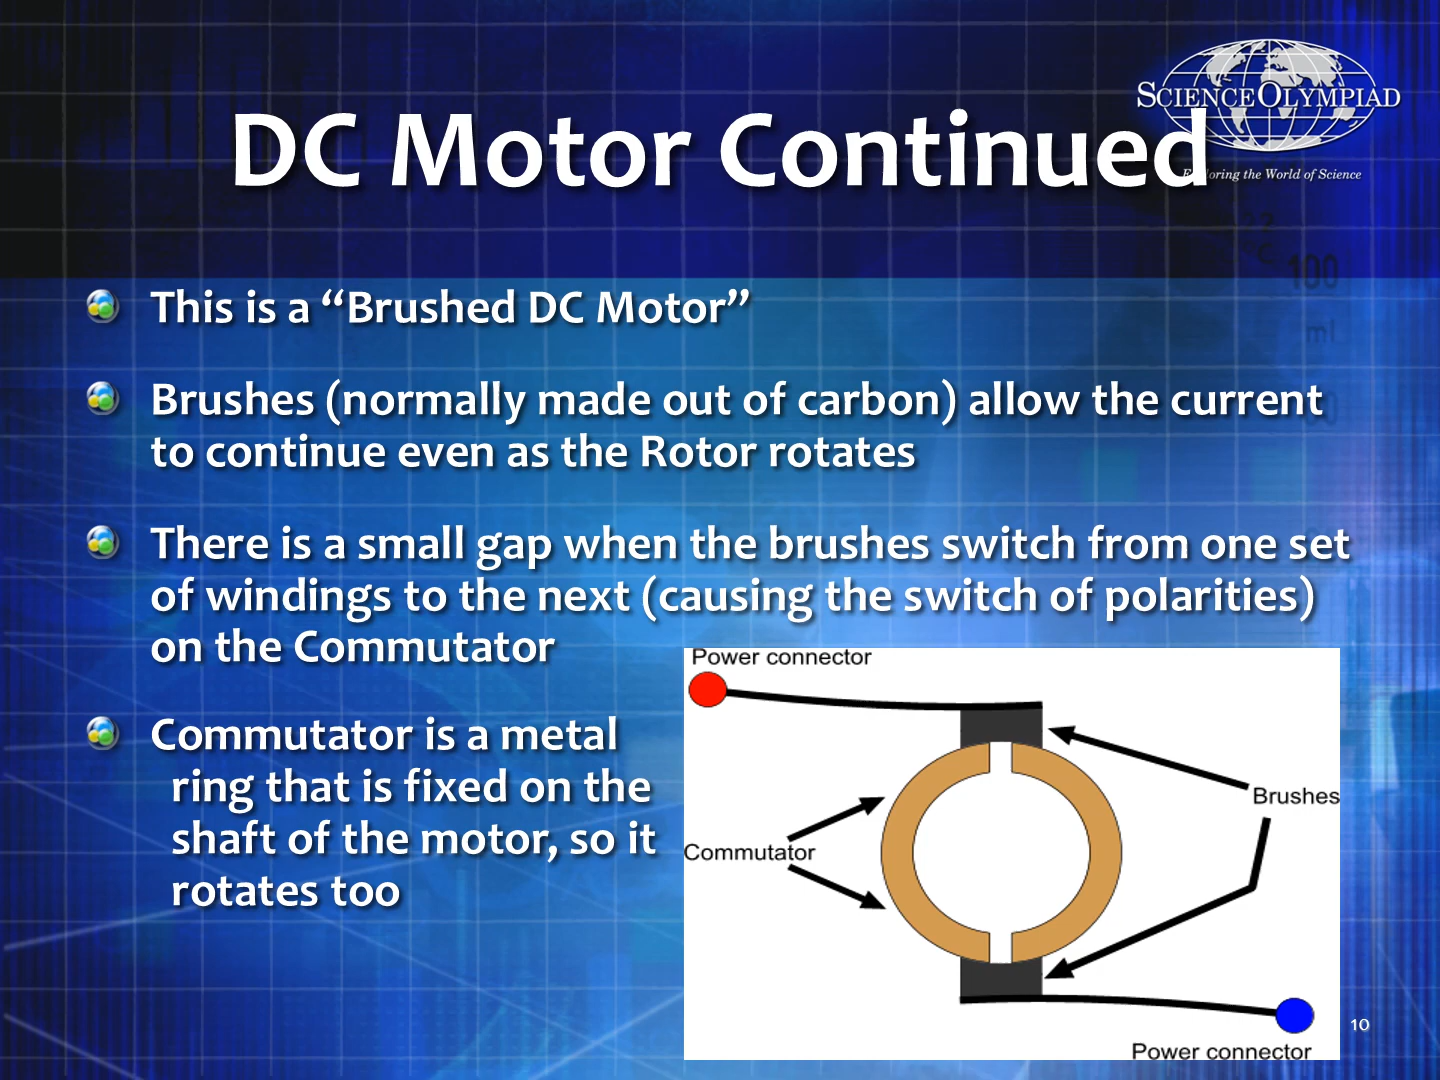 SCIENCE OLYMPIAD
DC Motor Continued
Exploring the World of Science
100
ml
This is a “Brushed DC Motor”
Brushes (normally made out of carbon) allow the current
to continue even as the Rotor rotates
There is a small gap when the brushes switch from one set
of windings to the next (causing the switch of polarities)
on the Commutator
Commutator is a metal
ring that is fixed on the
shaft of the motor, so it
rotates too
Power connector
Brushes
Commutator
Power connector
10